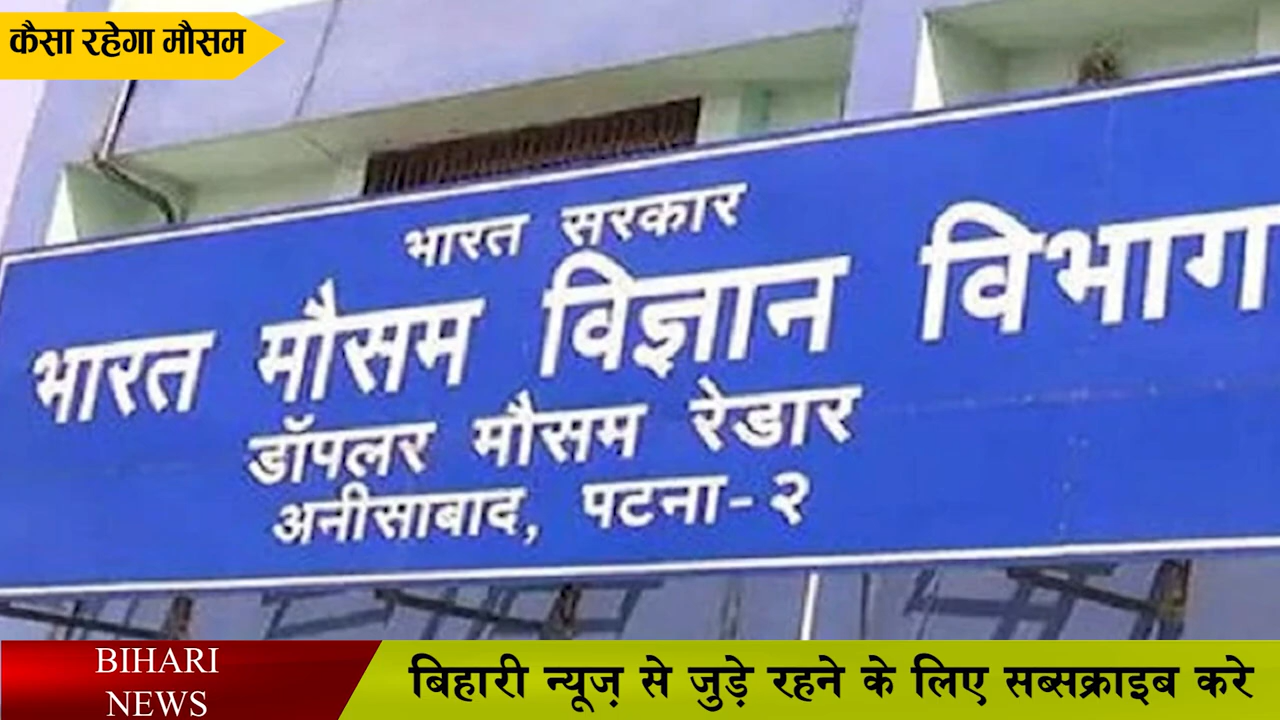 कैसा रहेगा मौसम
भारत सरकार
भारत मौसम विज्ञान विभाग
डॉपलर मौसम रेडार
अनीसाबाद, पटना-२
BIHARI
NEWS
बिहारी न्यूज़ से जुड़े रहने के लिए सब्सक्राइब करे